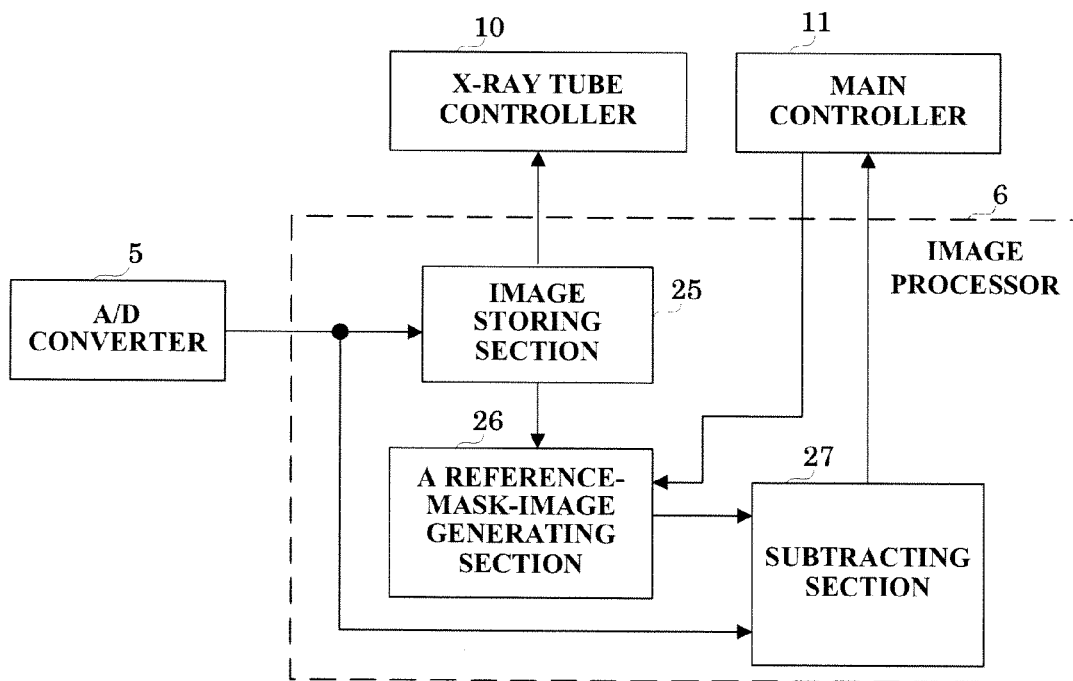 10
X-RAY TUBE
CONTROLLER
11
MAIN
CONTROLLER
6
IMAGE
PROCESSOR
5
A/D
CONVERTER
IMAGE
STORING
SECTION
25
26
A REFERENCE-
MASK-IMAGE
GENERATING
SECTION
27
SUBTRACTING
SECTION